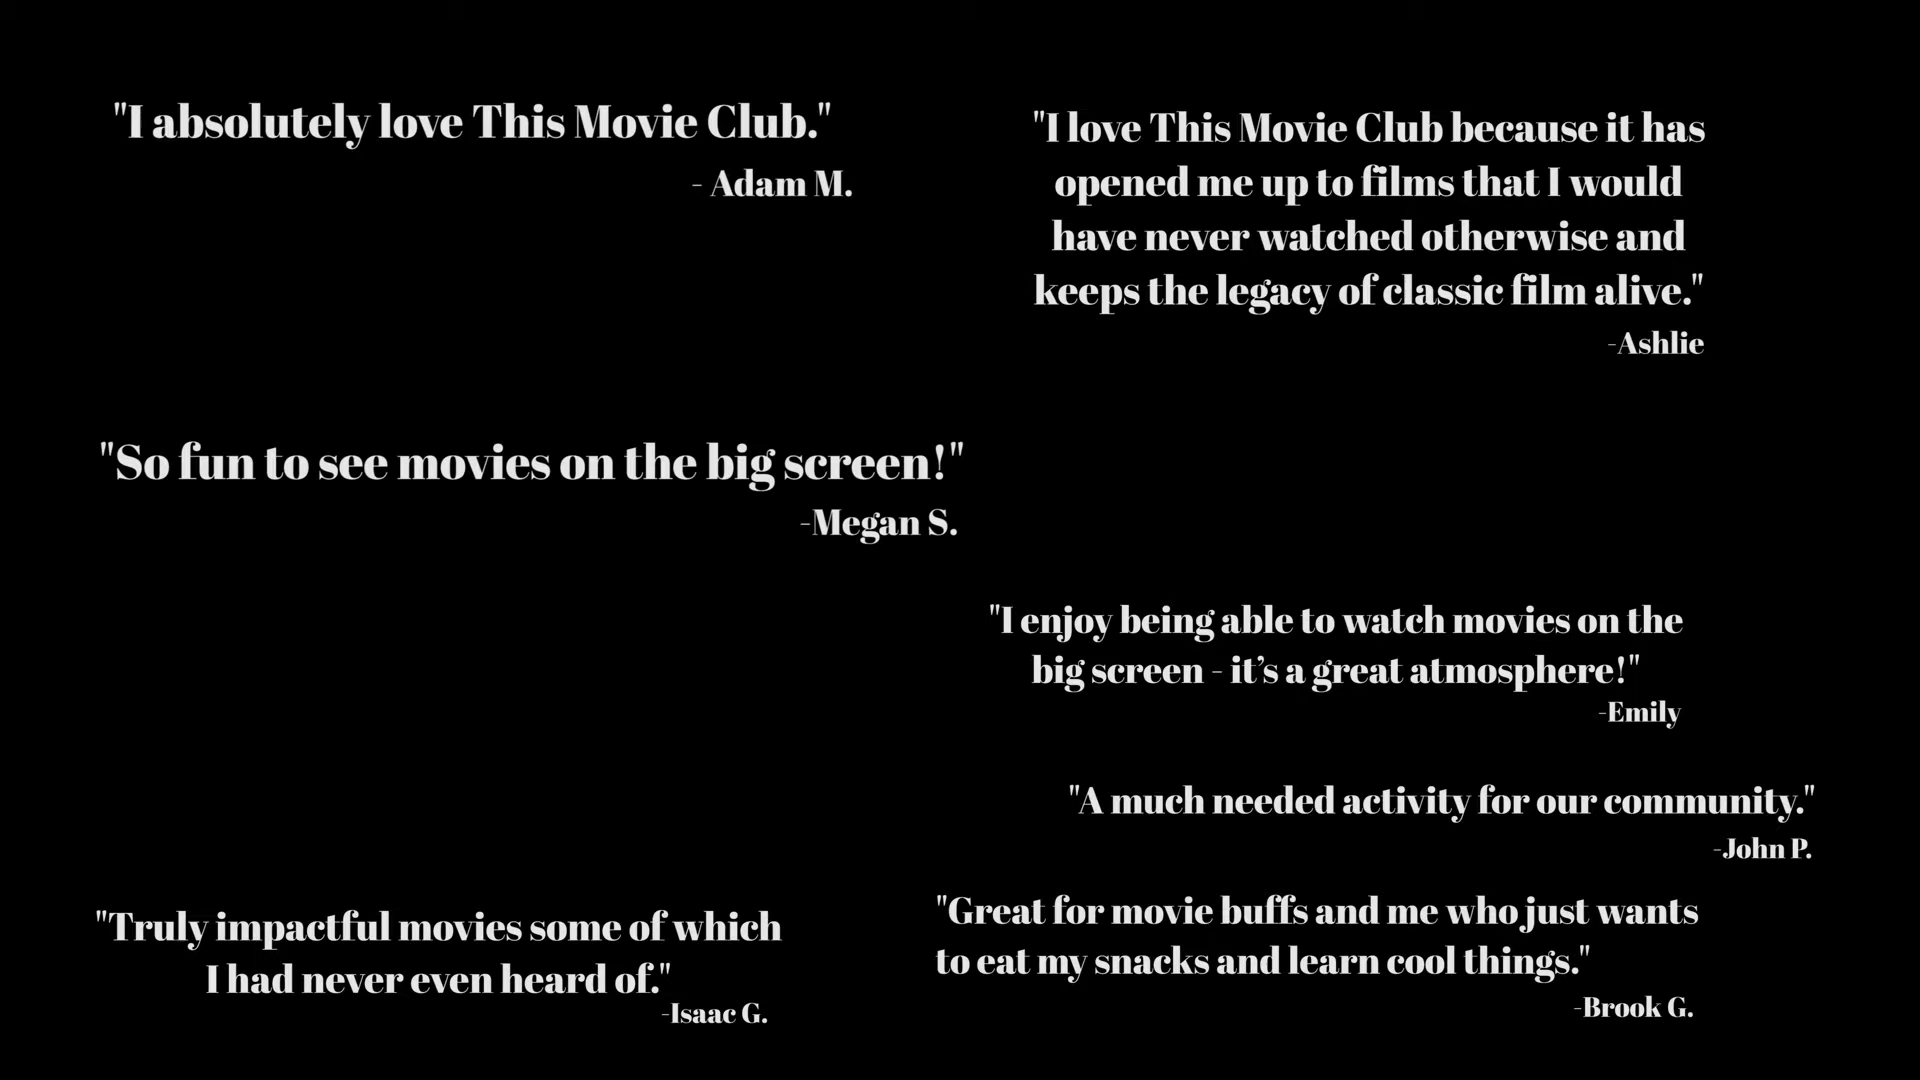 "I absolutely love This Movie Club."
- Adam M.
"I love This Movie Club because it has
opened me up to films that I would
have never watched otherwise and
keeps the legacy of classic film alive."
-Ashlie
"So fun to see movies on the big screen!"
-Megan S.
"I enjoy being able to watch movies on the
big screen - it’s a great atmosphere!"
-Emily
"A much needed activity for our community."
-John P.
"Truly impactful movies some of which
I had never even heard of."
-Isaac G.
"Great for movie buffs and me who just wants
to eat my snacks and learn cool things."
-Brook G.